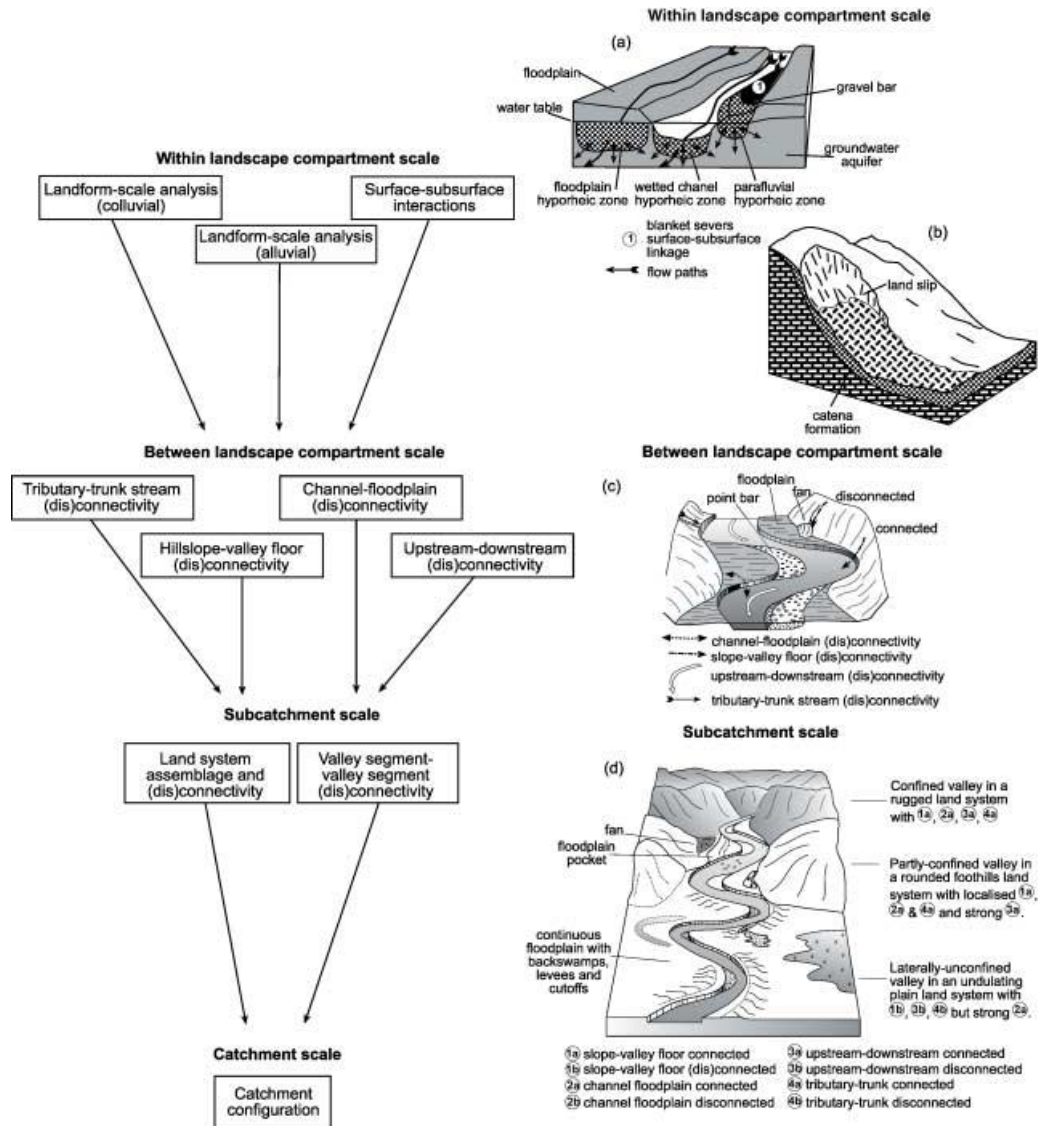 Within landscape compartment scale
Landform-scale analysis
(colluvial)
Surface-subsurface
interactions
Landform-scale analysis
(alluvial)
Between landscape compartment scale
Tributary-trunk stream
(dis)connectivity
Channel-floodplain
(dis)connectivity
Hillslope-valley floor
(dis)connectivity
Upstream-downstream
(dis)connectivity
Subcatchment scale
Land system
assemblage and
(dis)connectivity
Valley segment-
valley segment
(dis)connectivity
Catchment scale
Catchment
configuration
Within landscape compartment scale
(a)
floodplain
water table
1
gravel bar
groundwater
aquifer
floodplain
hyporheic zone
wetted chanel
hyporheic zone
parafluvial
hyporheic zone
1 blanket severs
surface-subsurface
linkage
flow paths
(b)
land slip
catena
formation
Between landscape compartment scale
(c)
floodplain
point bar
fan
disconnected
connected
channel-floodplain (dis)connectivity
slope-valley floor (dis)connectivity
upstream-downstream (dis)connectivity
tributary-trunk stream (dis)connectivity
Subcatchment scale
(d)
fan
floodplain
pocket
continuous
floodplain with
backswamps,
levees and
cutoffs
Confined valley in a
rugged land system
with 1a, 2a, 3a, 4a
Partly-confined valley in
a rounded foothills land
system with localised 1a,
2a & 4a and strong 3a.
Laterally-unconfined
valley in an undulating
plain land system with
1b, 3b, 4b but strong 2a.
1a slope-valley floor connected
1b slope-valley floor (dis)connected
2a channel floodplain connected
2b channel floodplain disconnected
3a upstream-downstream connected
3b upstream-downstream disconnected
4a tributary-trunk connected
4b tributary-trunk disconnected